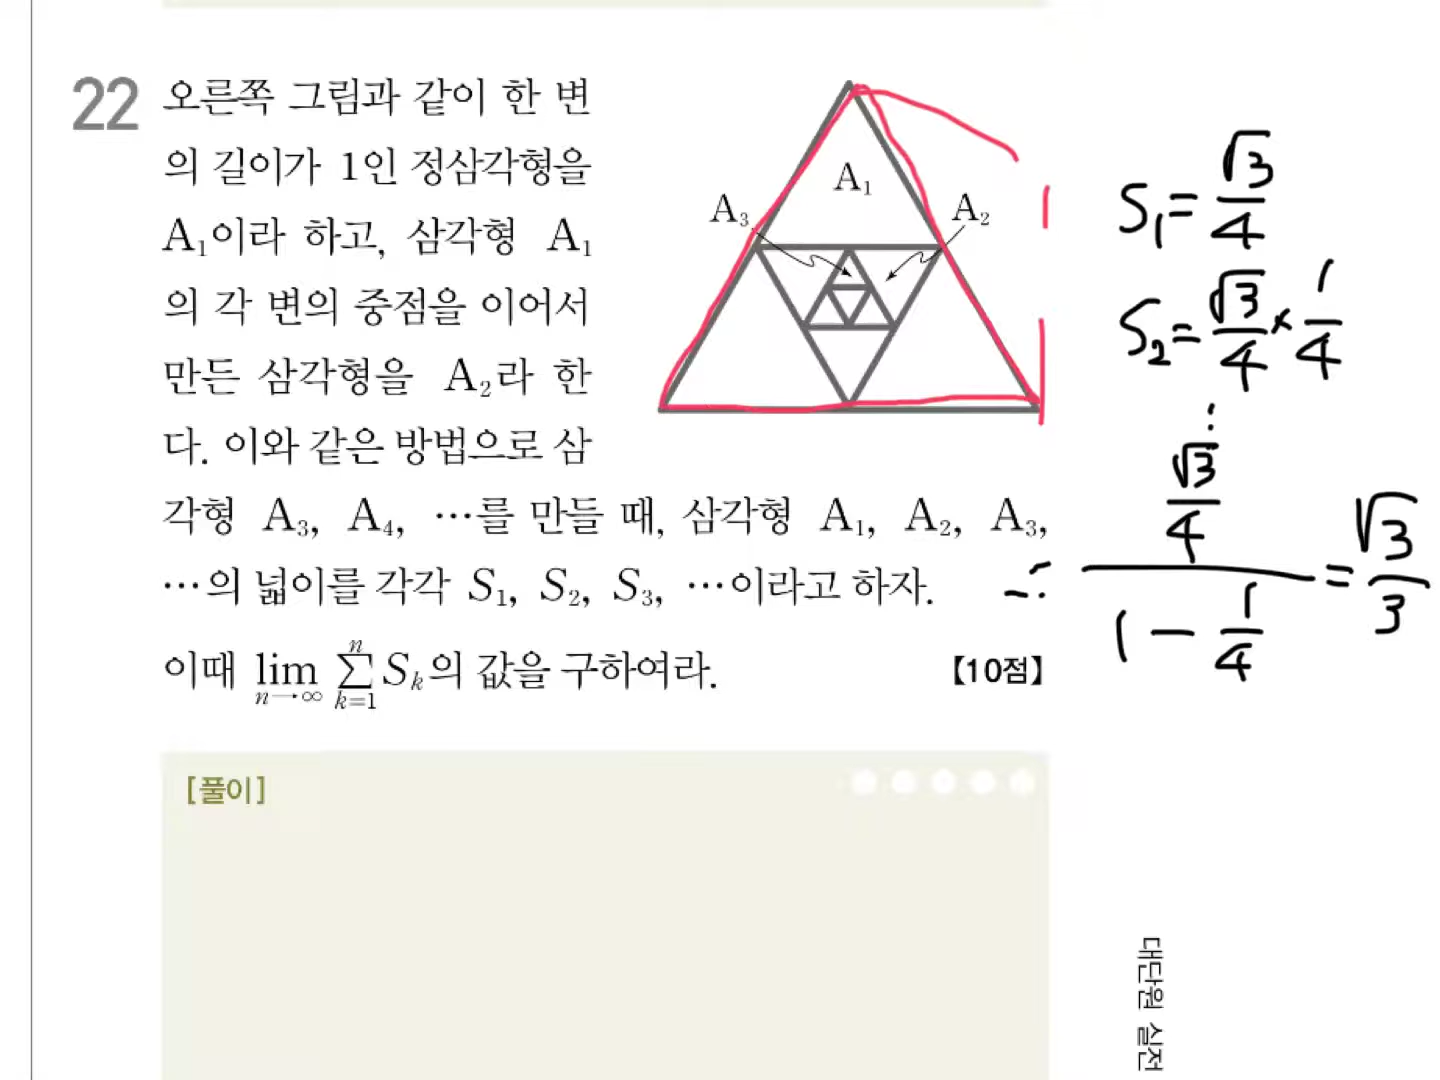 22 오른쪽 그림과 같이 한 변
의 길이가 1인 정삼각형을
A₁이라 하고, 삼각형 A₁
의 각 변의 중점을 이어서
만든 삼각형을 A₂라 한
다. 이와 같은 방법으로 삼
각형 A₃, A₄, …를 만들 때, 삼각형 A₁, A₂, A₃,
…의 넓이를 각각 S₁, S₂, S₃, …이라고 하자.
이때 lim n→∞ ∑ k=1 n Sₖ의 값을 구하여라. 【10점】
A₁
A₃
A₂
1
S₁ = √3/4
S₂ = √3/4 × 1/4
⋮
∴ (√3/4)/(1 − 1/4) = √3/3
[풀이]
대단원 실전